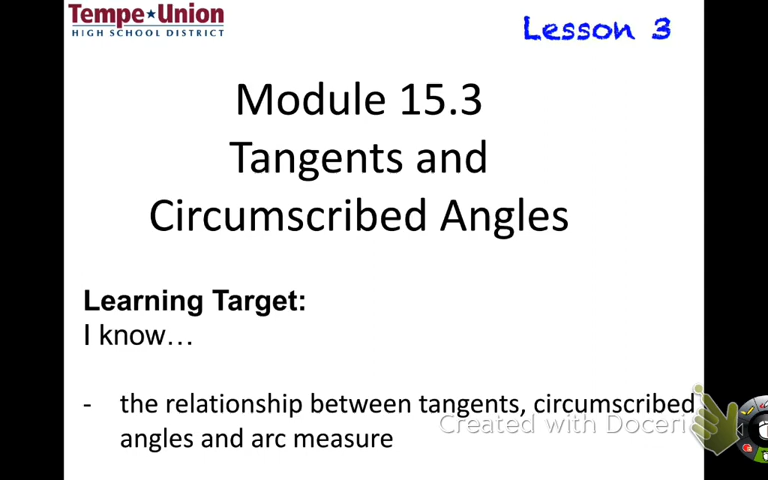 Tempe★Union
HIGH SCHOOL DISTRICT
Lesson 3
Module 15.3
Tangents and
Circumscribed Angles
Learning Target:
I know…
- the relationship between tangents, circumscribed
angles and arc measure
Created with Doceri